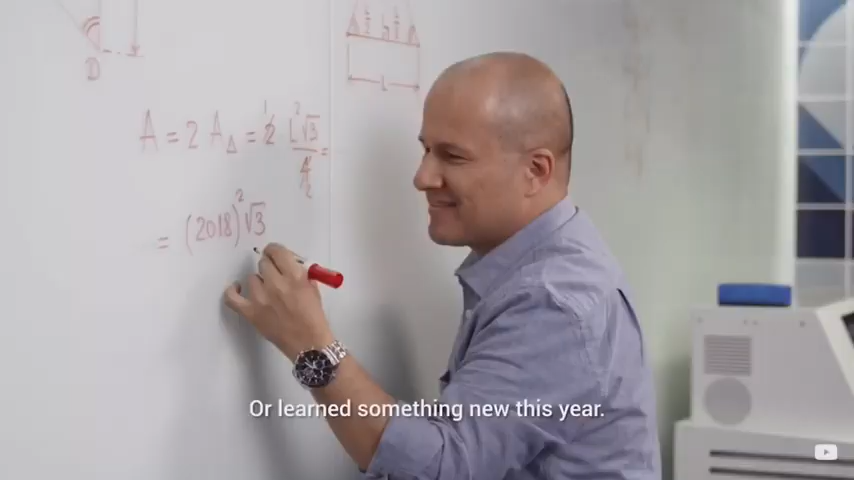 D
h
L
A = 2 A△ = 2 L²√3 / 4 =
= (2018)²√3
Or learned something new this year.